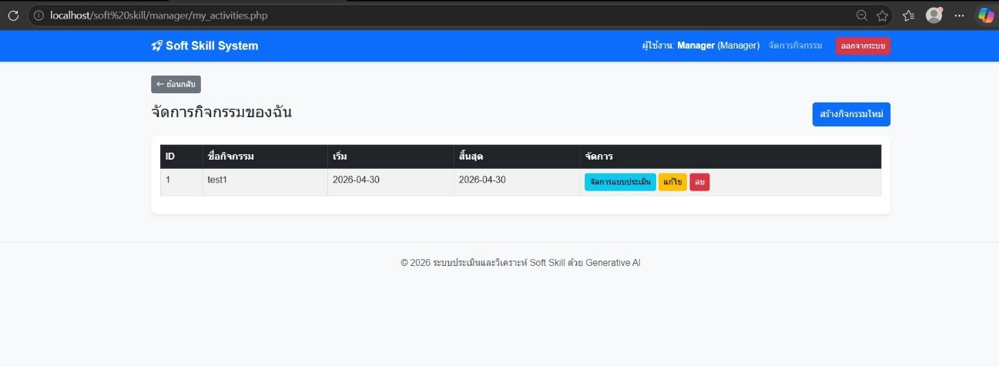 localhost/soft%20skill/manager/my_activities.php
Soft Skill System
ผู้ใช้งาน: Manager (Manager) จัดการกิจกรรม ออกจากระบบ
← ย้อนกลับ
จัดการกิจกรรมของฉัน
สร้างกิจกรรมใหม่
ID ชื่อกิจกรรม เริ่ม สิ้นสุด จัดการ
1 test1 2026-04-30 2026-04-30 จัดการแบบประเมิน แก้ไข ลบ
© 2026 ระบบประเมินและวิเคราะห์ Soft Skill ด้วย Generative AI